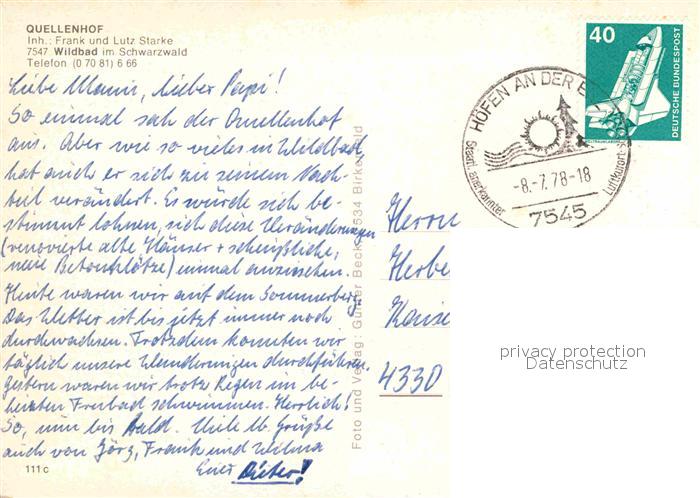 QUELLENHOF
Inh.: Frank und Lutz Starke
7547 Wildbad im Schwarzwald
Telefon (0 70 81) 6 66
Liebe Mami, lieber Papi!
So einmal sah der Quellenhof
aus. Aber wie so vieles in Wildbad
hat auch er sich zu seinem Nach-
teil verändert. Es würde sich be-
stimmt lohnen, sich diese Veränderungen
(renovierte alte Häuser + scheußliche,
neue Betonklötze) einmal anzusehen.
Heute waren wir auf dem Sommerberg.
Das Wetter ist bis jetzt immer noch
durchwachsen. Trotzdem konnten wir
täglich unsere Wanderungen durchführen.
gestern waren wir trotz Regen im be-
heizten Freibad schwimmen. Herrlich!
So, nun bis bald. Viele lb. Grüße
auch von Jörg, Frank und Wilma
Euer Dieter!
111 c
Foto und Verlag: Günter Beck, 7534 Birkenfeld
HÖFEN AN DER
Staatl. anerkannter
Luftkurort
-8.-7.78-18
7545
40
DEUTSCHE BUNDESPOST
WELTRAUMLABOR
Herrn
Herbe
4330
privacy protection
Datenschutz